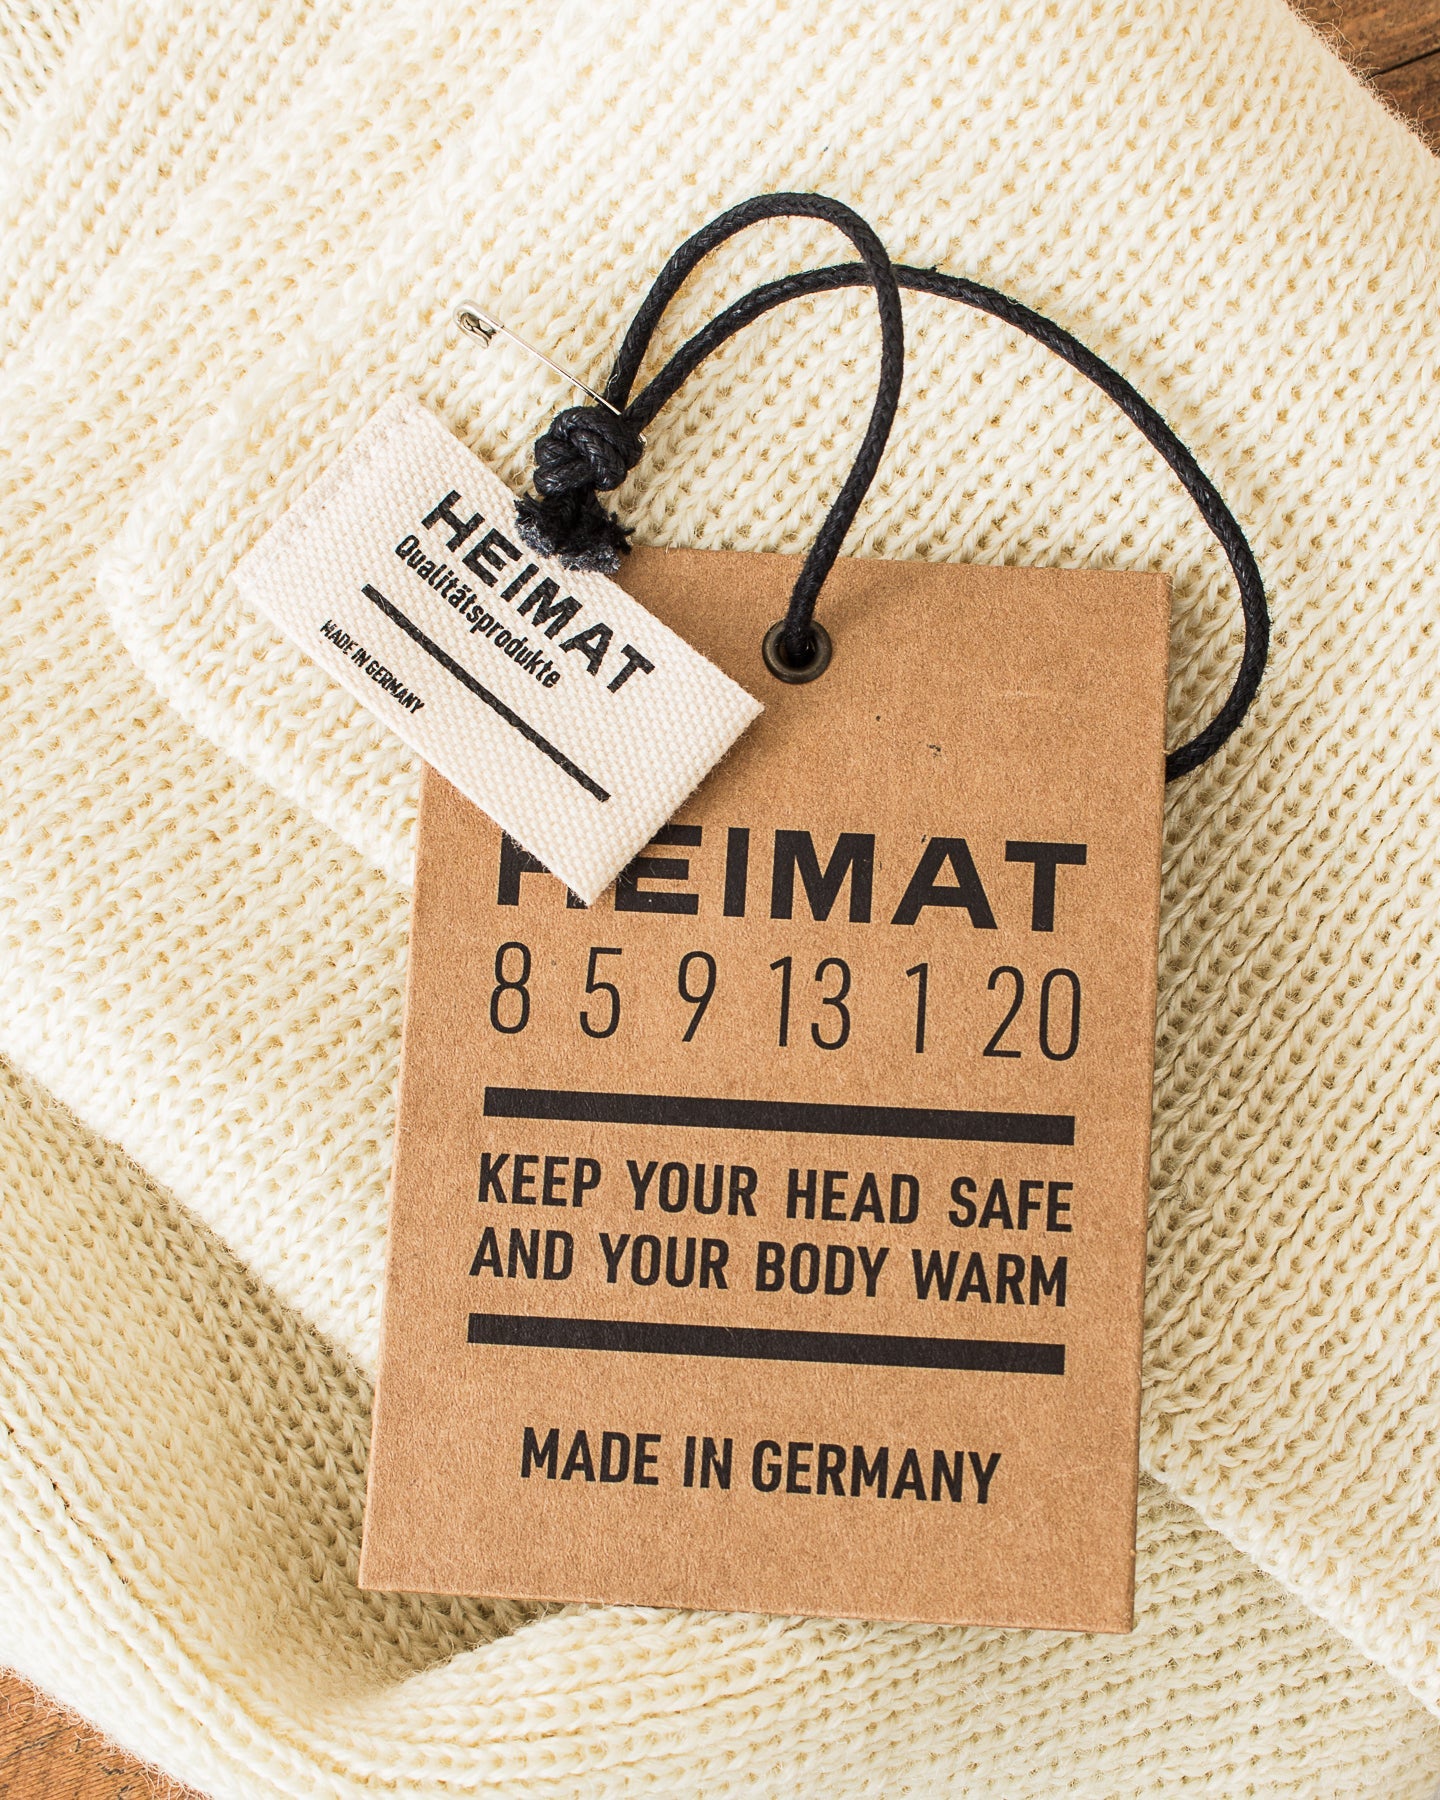 HEIMAT
Qualitätsprodukte
MADE IN GERMANY
HEIMAT
8 5 9 13 1 20
KEEP YOUR HEAD SAFE
AND YOUR BODY WARM
MADE IN GERMANY